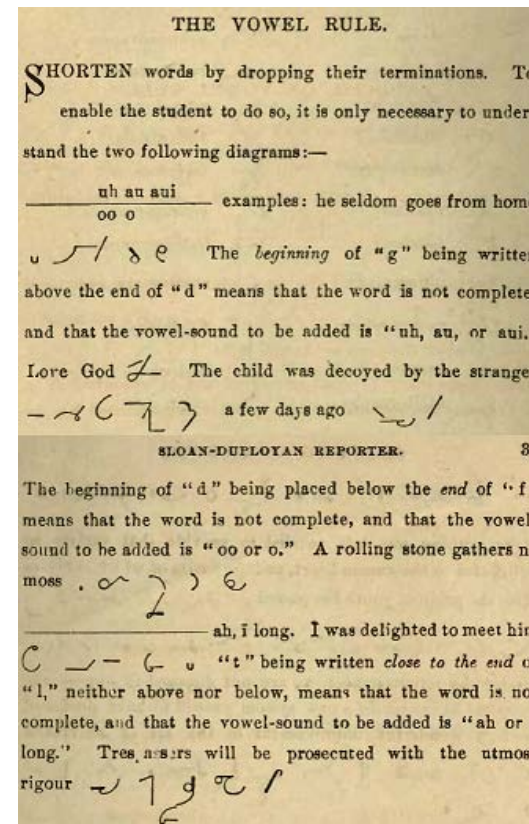 THE VOWEL RULE.
SHORTEN words by dropping their terminations. To
enable the student to do so, it is only necessary to under
stand the two following diagrams:—
uh au aui
oo o
examples: he seldom goes from hom
The beginning of "g" being writte
above the end of "d" means that the word is not complete
and that the vowel-sound to be added is "uh, au, or aui.
Love God The child was decoyed by the strange
a few days ago
SLOAN-DUPLOYAN REPORTER. 3
The beginning of "d" being placed below the end of "f
means that the word is not complete, and that the vowel
sound to be added is "oo or o." A rolling stone gathers n
moss
ah, ī long. I was delighted to meet hi
"t" being written close to the end o
"l," neither above nor below, means that the word is no
complete, and that the vowel-sound to be added is "ah or
long." will be prosecuted with the utmos
rigour